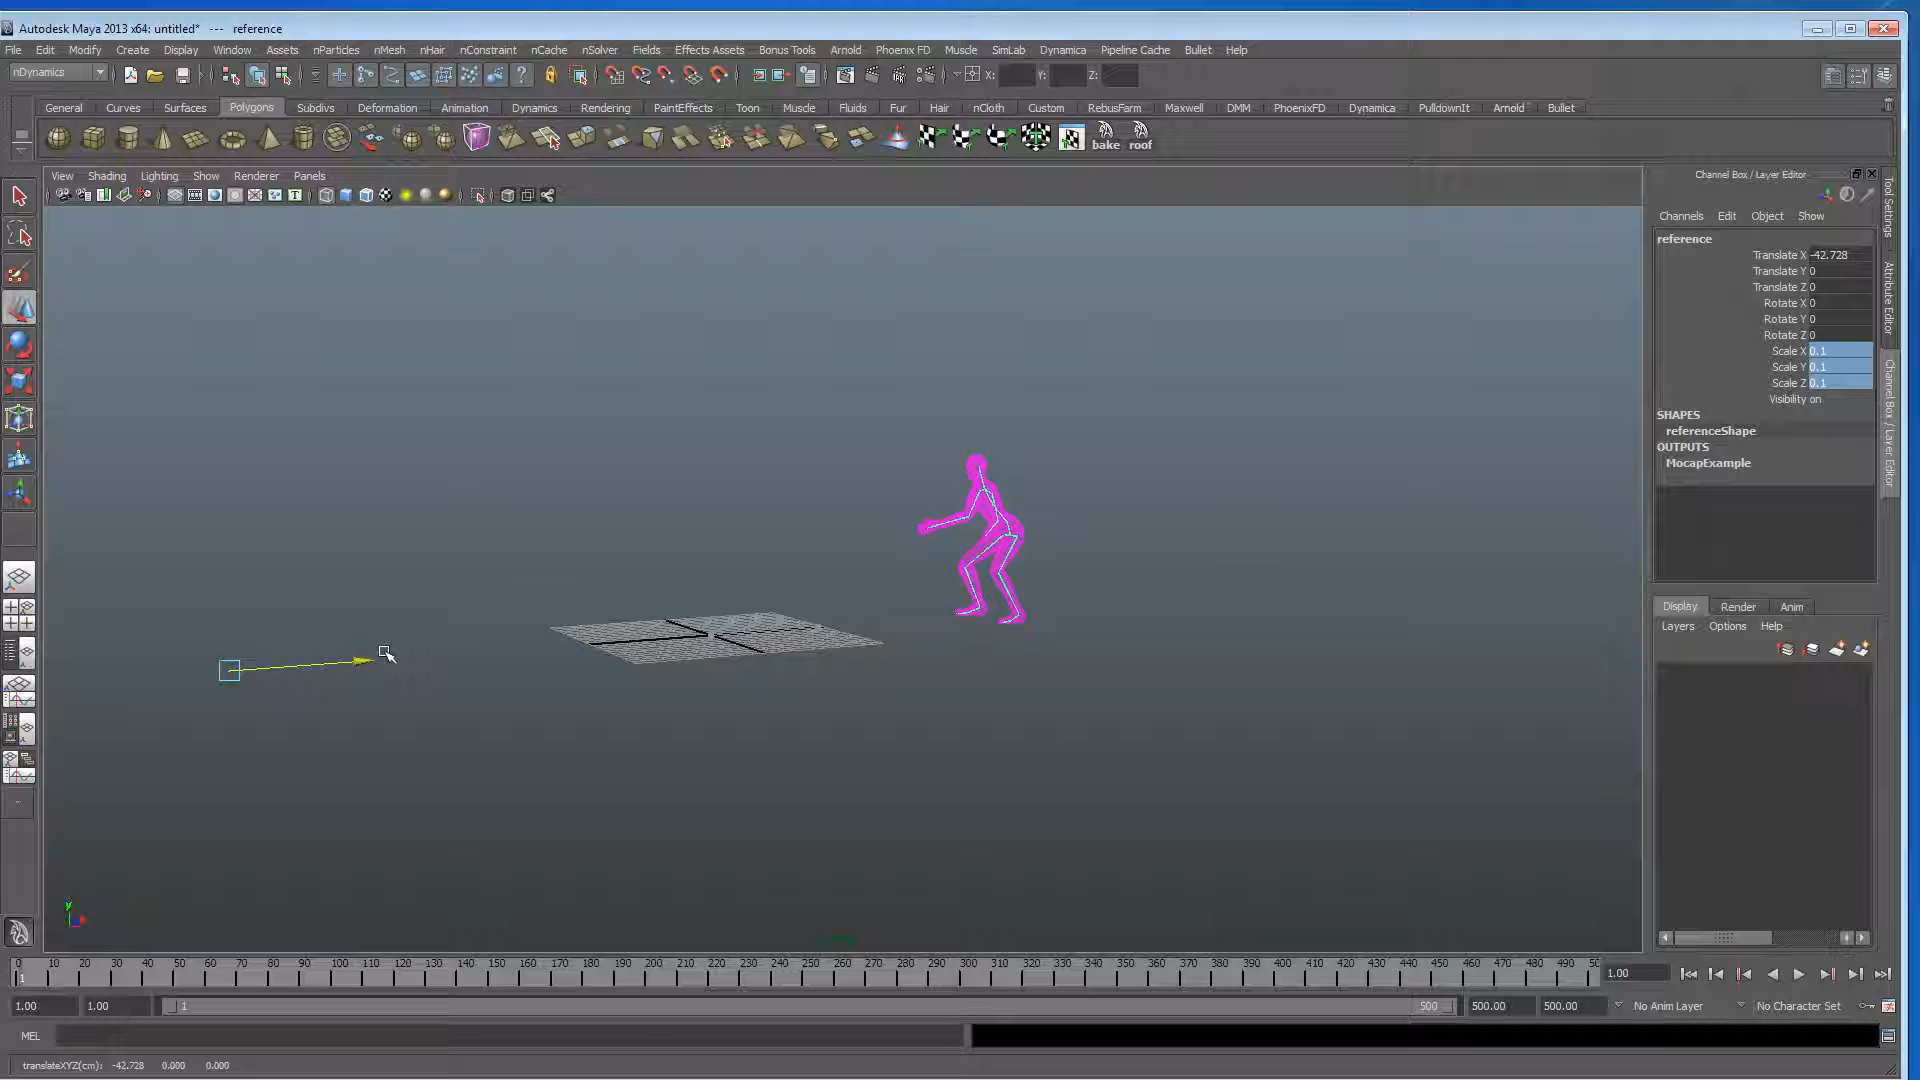 Autodesk Maya 2013 x64: untitled* --- reference
File Edit Modify Create Display Window Assets nParticles nMesh nHair nConstraint nCache nSolver Fields Effects Assets Bonus Tools Arnold Phoenix FD Muscle SimLab Dynamica Pipeline Cache Bullet Help
nDynamics X: Y: Z:
General Curves Surfaces Polygons Subdivs Deformation Animation Dynamics Rendering PaintEffects Toon Muscle Fluids Fur Hair nCloth Custom RebusFarm Maxwell DMM PhoenixFD Dynamica PulldownIt Arnold Bullet
bake roof
View Shading Lighting Show Renderer Panels
Channel Box / Layer Editor
Channels Edit Object Show
reference
Translate X -42.728
Translate Y 0
Translate Z 0
Rotate X 0
Rotate Y 0
Rotate Z 0
Scale X 0.1
Scale Y 0.1
Scale Z 0.1
Visibility on
SHAPES
referenceShape
OUTPUTS
MocapExample
Tool Settings
Attribute Editor
Channel Box / Layer Editor
Display Render Anim
Layers Options Help
y
0 10 20 30 40 50 60 70 80 90 100 110 120 130 140 150 160 170 180 190 200 210 220 230 240 250 260 270 280 290 300 310 320 330 340 350 360 370 380 390 400 410 420 430 440 450 460 470 480 490 50
1 1.00
1.00 1.00 1 500 500.00 500.00 No Anim Layer No Character Set
MEL
translateXYZ(cm): -42.728 0.000 0.000